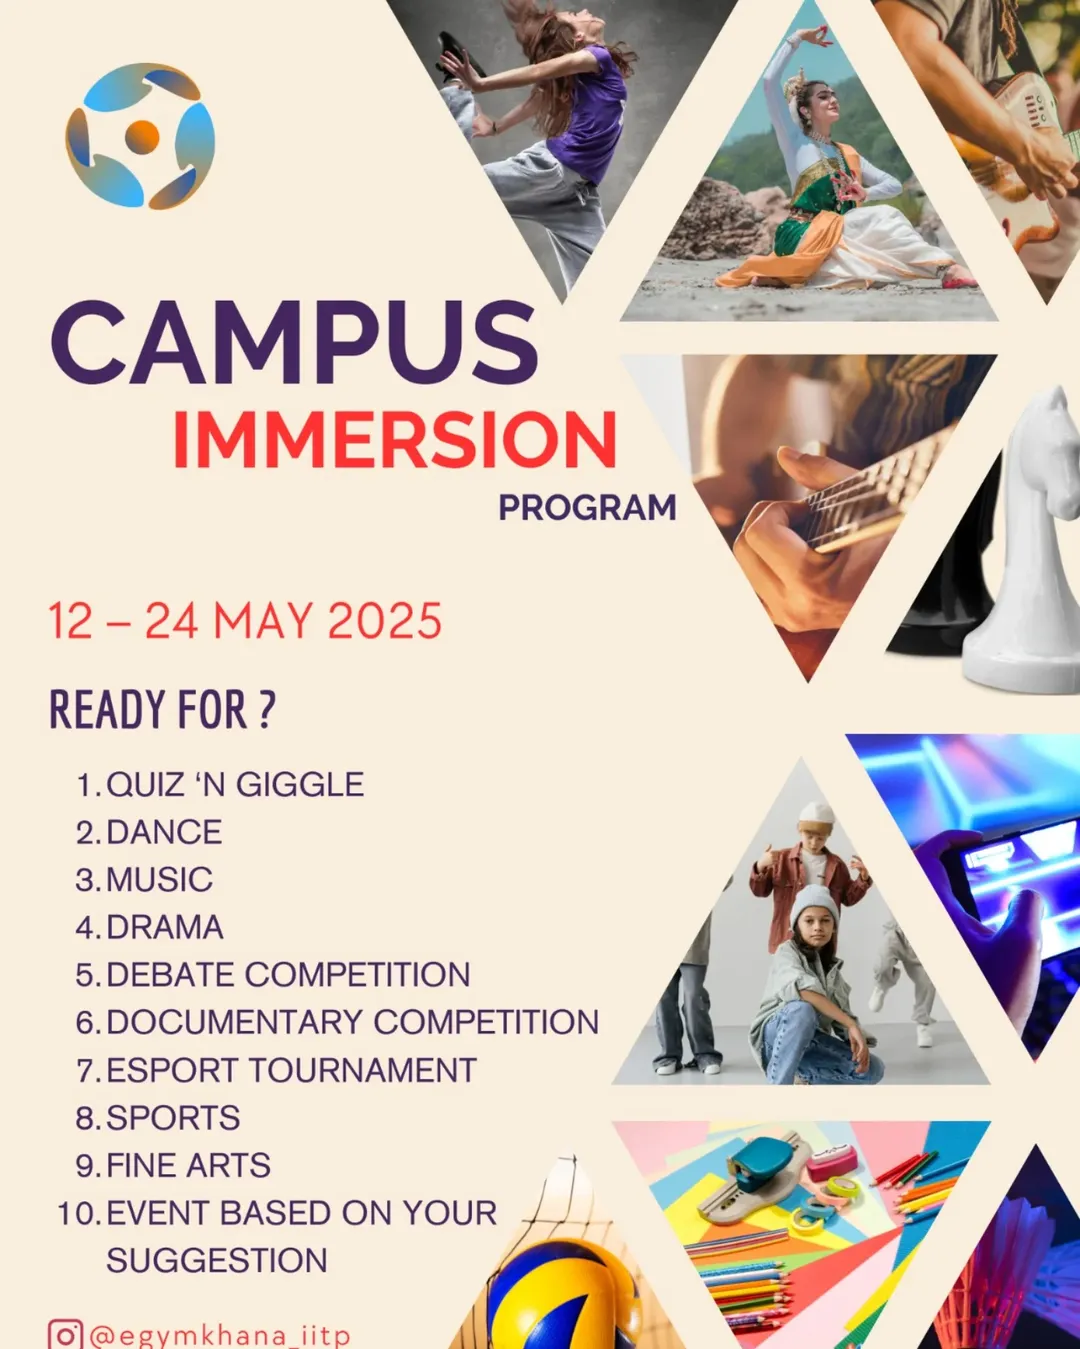 CAMPUS
IMMERSION
PROGRAM
12 – 24 MAY 2025
READY FOR ?
1. QUIZ ‘N GIGGLE
2. DANCE
3. MUSIC
4. DRAMA
5. DEBATE COMPETITION
6. DOCUMENTARY COMPETITION
7. ESPORT TOURNAMENT
8. SPORTS
9. FINE ARTS
10. EVENT BASED ON YOUR
SUGGESTION
@egymkhana_iitp